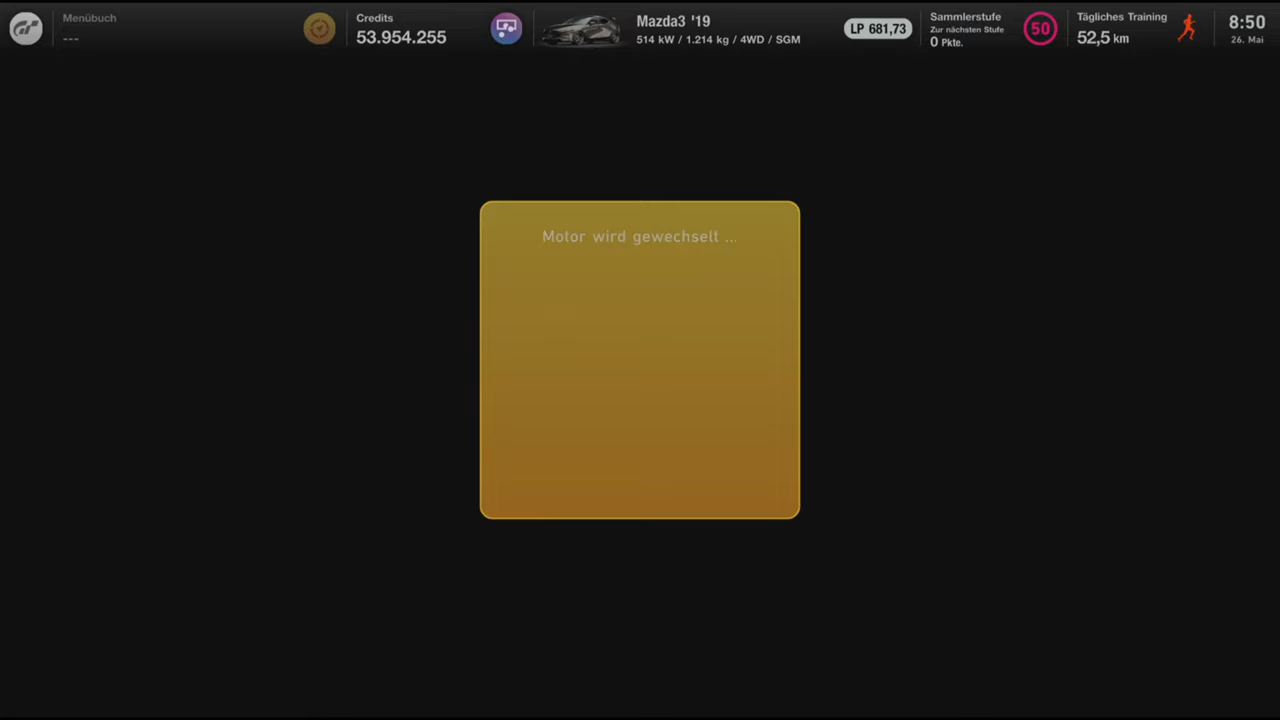 Menübuch
---
Credits
53.954.255
Mazda3 '19
514 kW / 1.214 kg / 4WD / SGM
LP 681,73
Sammlerstufe
Zur nächsten Stufe
0 Pkte.
50
Tägliches Training
52,5 km
8:50
26. Mai
Motor wird gewechselt ...